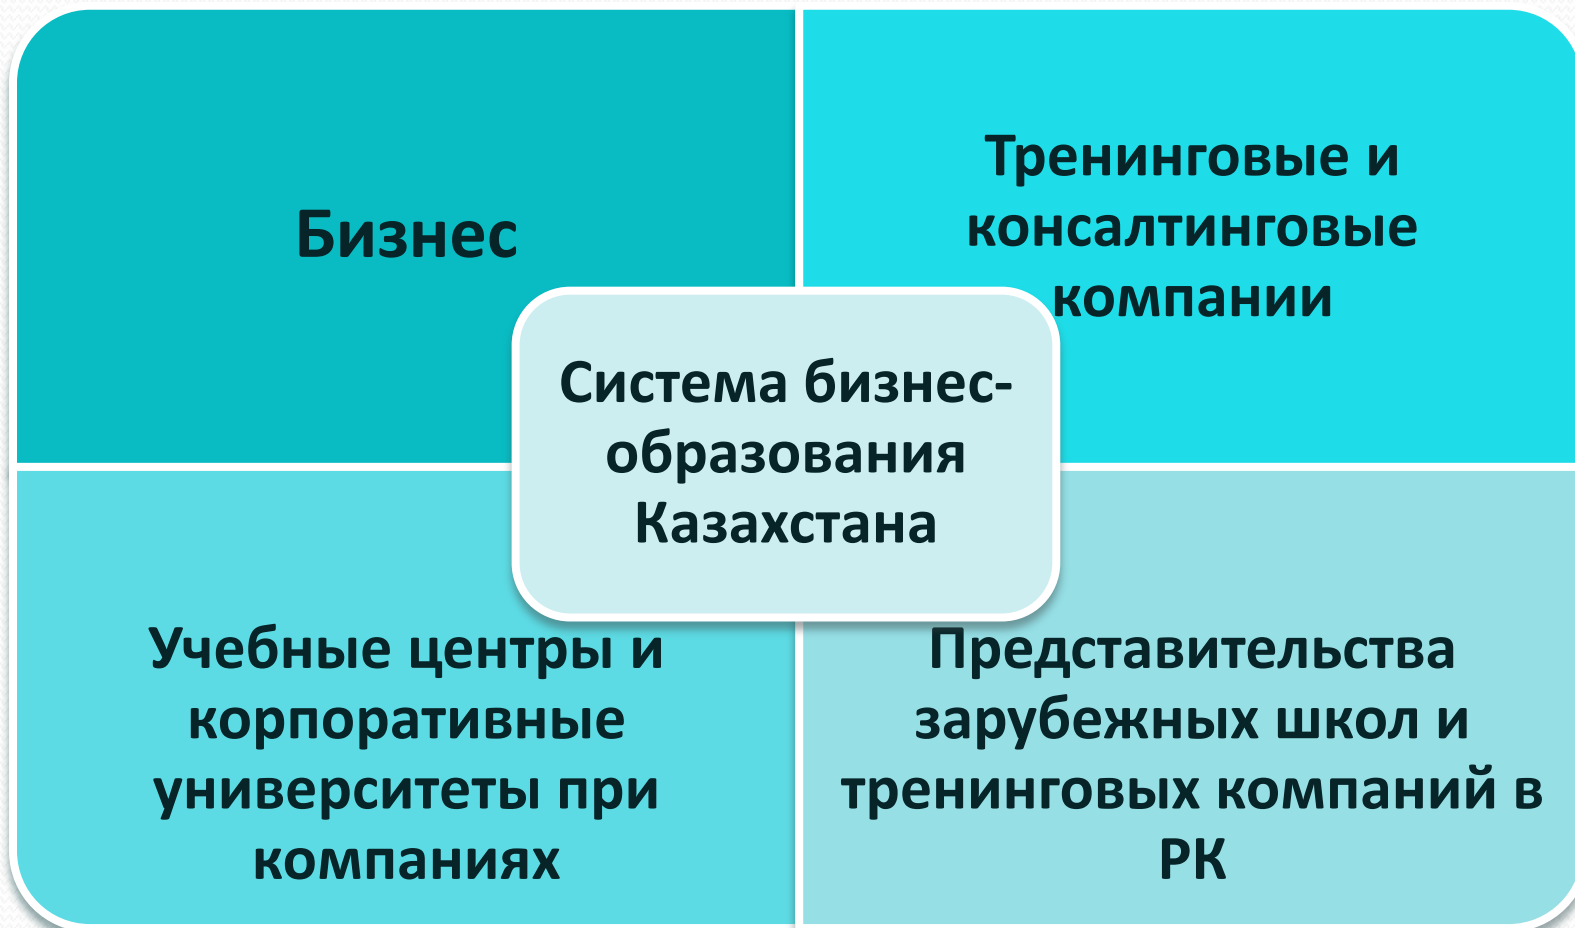 Бизнес
Тренинговые и
консалтинговые
компании
Система бизнес-
образования
Казахстана
Учебные центры и
корпоративные
университеты при
компаниях
Представительства
зарубежных школ и
тренинговых компаний в
РК